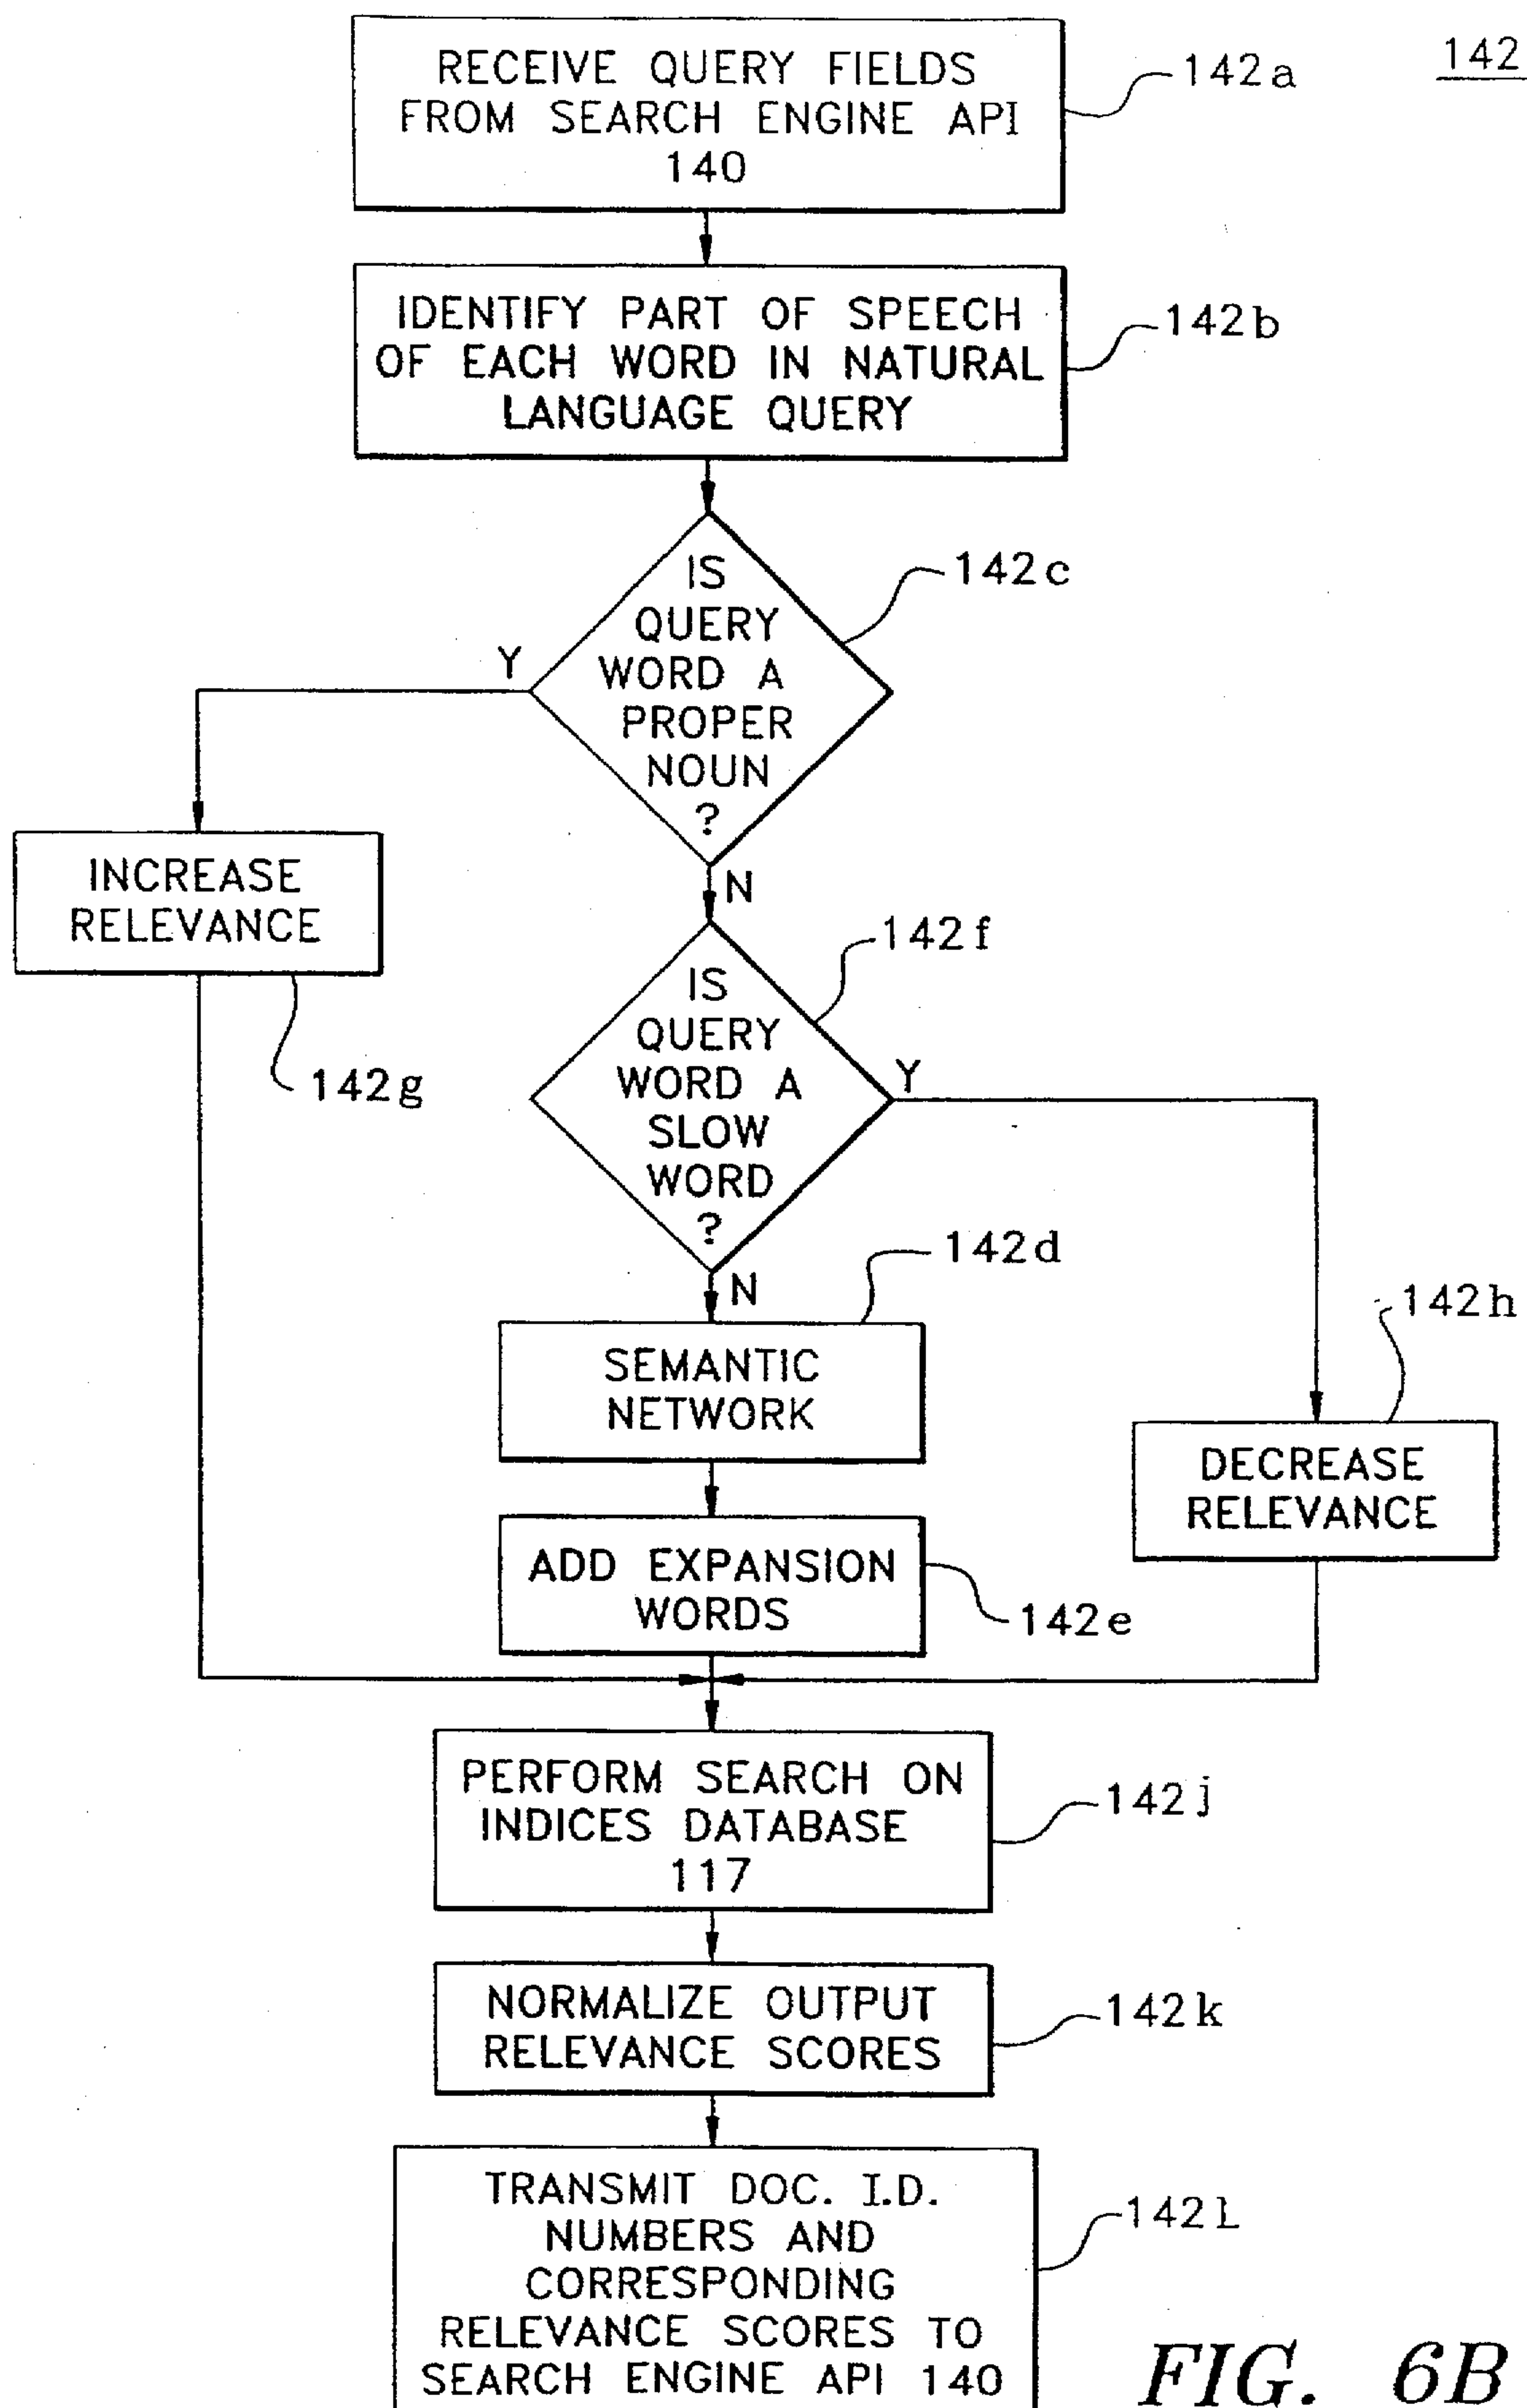 142
RECEIVE QUERY FIELDS
FROM SEARCH ENGINE API
140
142a
IDENTIFY PART OF SPEECH
OF EACH WORD IN NATURAL
LANGUAGE QUERY
142b
IS
QUERY
WORD A
PROPER
NOUN
?
142c
Y
N
INCREASE
RELEVANCE
142g
IS
QUERY
WORD A
SLOW
WORD
?
142f
Y
N
SEMANTIC
NETWORK
142d
DECREASE
RELEVANCE
142h
ADD EXPANSION
WORDS
142e
PERFORM SEARCH ON
INDICES DATABASE
117
142j
NORMALIZE OUTPUT
RELEVANCE SCORES
142k
TRANSMIT DOC. I.D.
NUMBERS AND
CORRESPONDING
RELEVANCE SCORES TO
SEARCH ENGINE API 140
142L
FIG. 6B